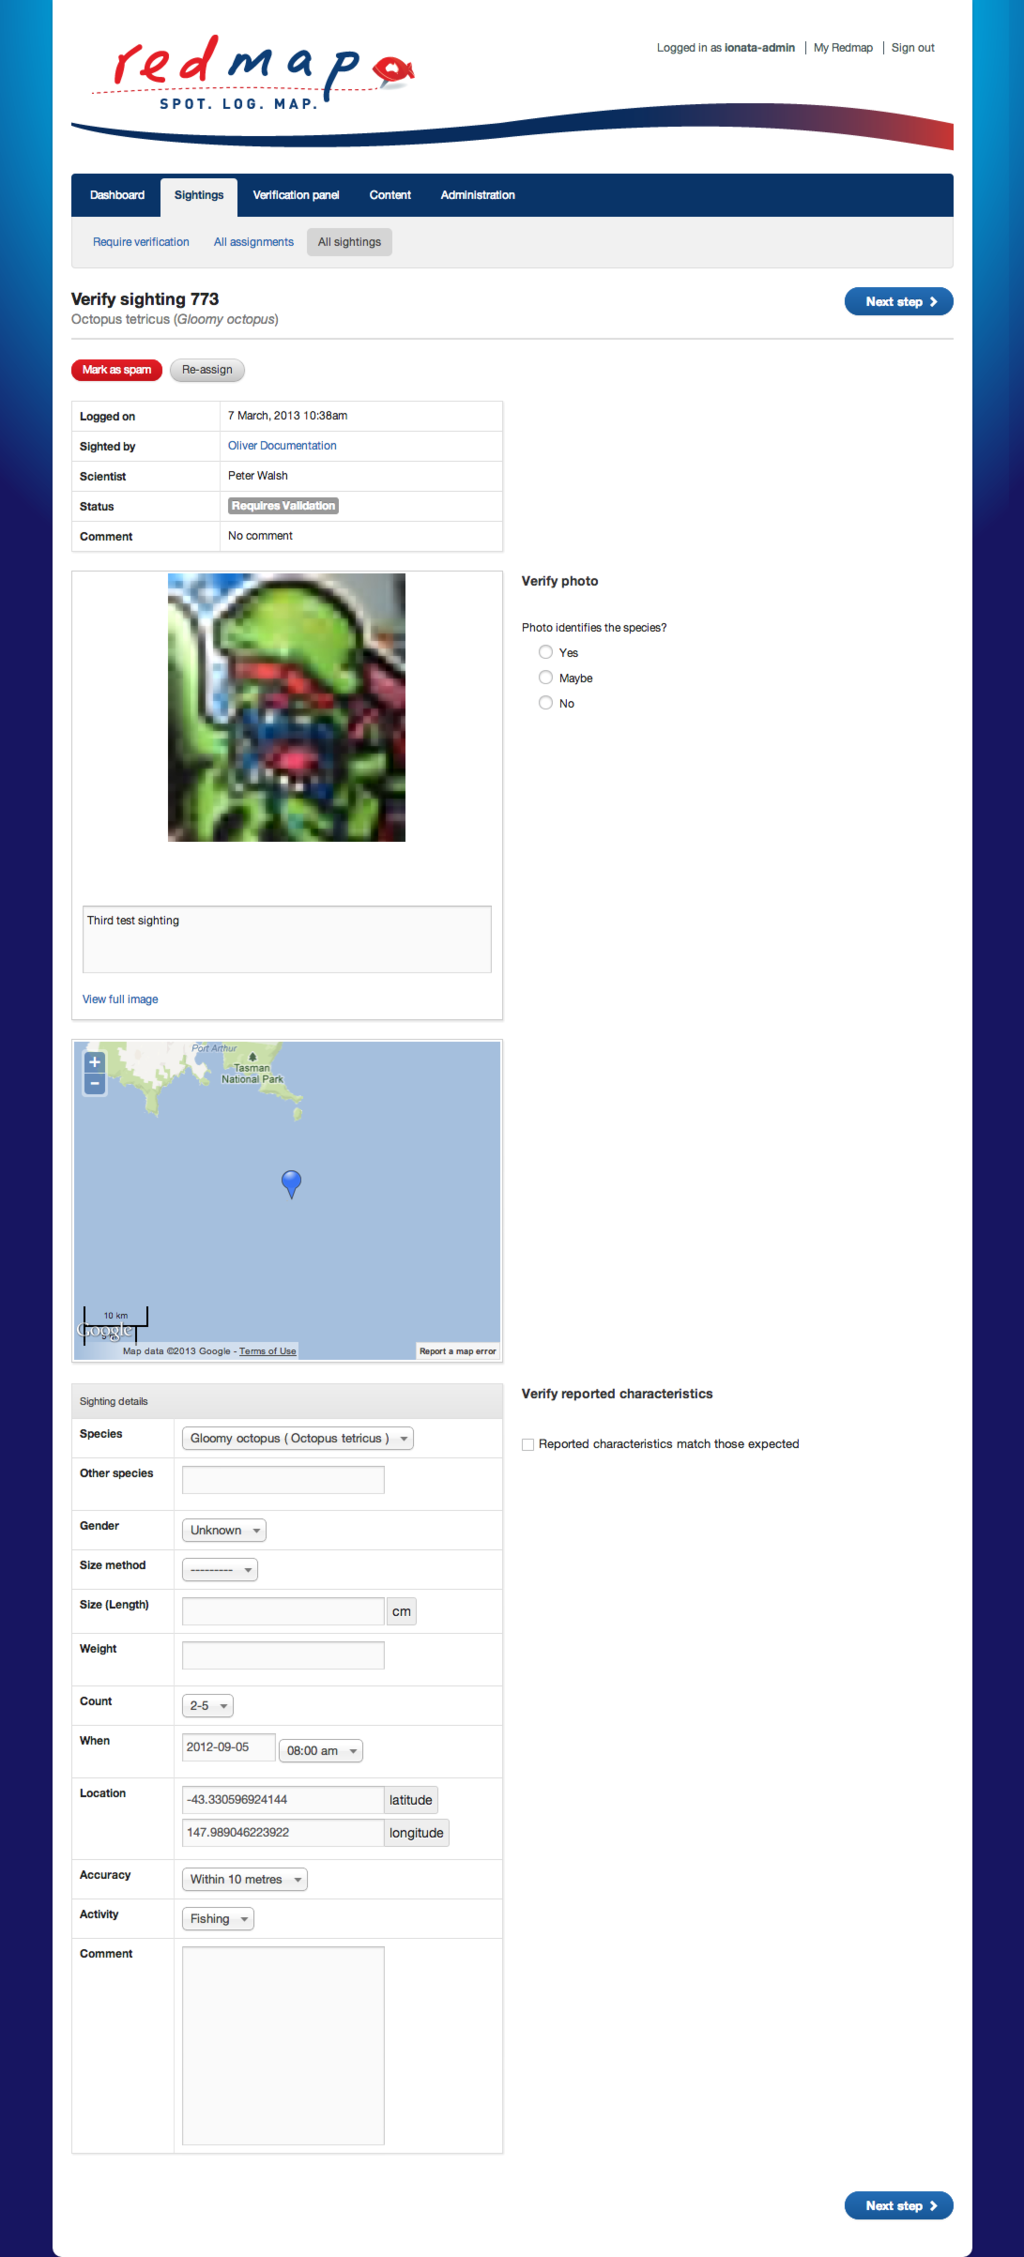 redmap
SPOT. LOG. MAP.
Logged in as ionata-admin | My Redmap | Sign out
Dashboard Sightings Verification panel Content Administration
Require verification All assignments All sightings
Verify sighting 773
Octopus tetricus (Gloomy octopus)
Next step
Mark as spam Re-assign
Logged on 7 March, 2013 10:38am
Sighted by Oliver Documentation
Scientist Peter Walsh
Status Requires Validation
Comment No comment
Verify photo
Photo identifies the species?
Yes
Maybe
No
Third test sighting
View full image
+
−
Port Arthur
Tasman
National Park
10 km
Google
Map data ©2013 Google - Terms of Use
Report a map error
Sighting details
Species Gloomy octopus ( Octopus tetricus )
Other species
Gender Unknown
Size method ---------
Size (Length) cm
Weight
Count 2-5
When 2012-09-05 08:00 am
Location -43.330596924144 latitude
147.989046223922 longitude
Accuracy Within 10 metres
Activity Fishing
Comment
Verify reported characteristics
Reported characteristics match those expected
Next step